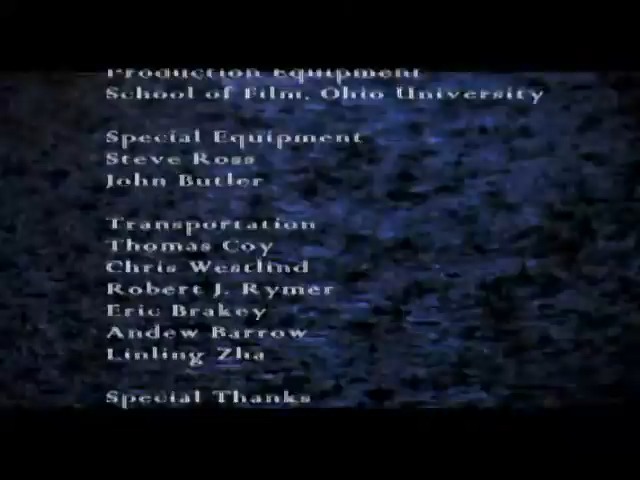 Production Equipment
School of Film, Ohio University
Special Equipment
Steve Ross
John Butler
Transportation
Thomas Coy
Chris Westlind
Robert J. Rymer
Eric Brakey
Andew Barrow
Linling Zha
Special Thanks